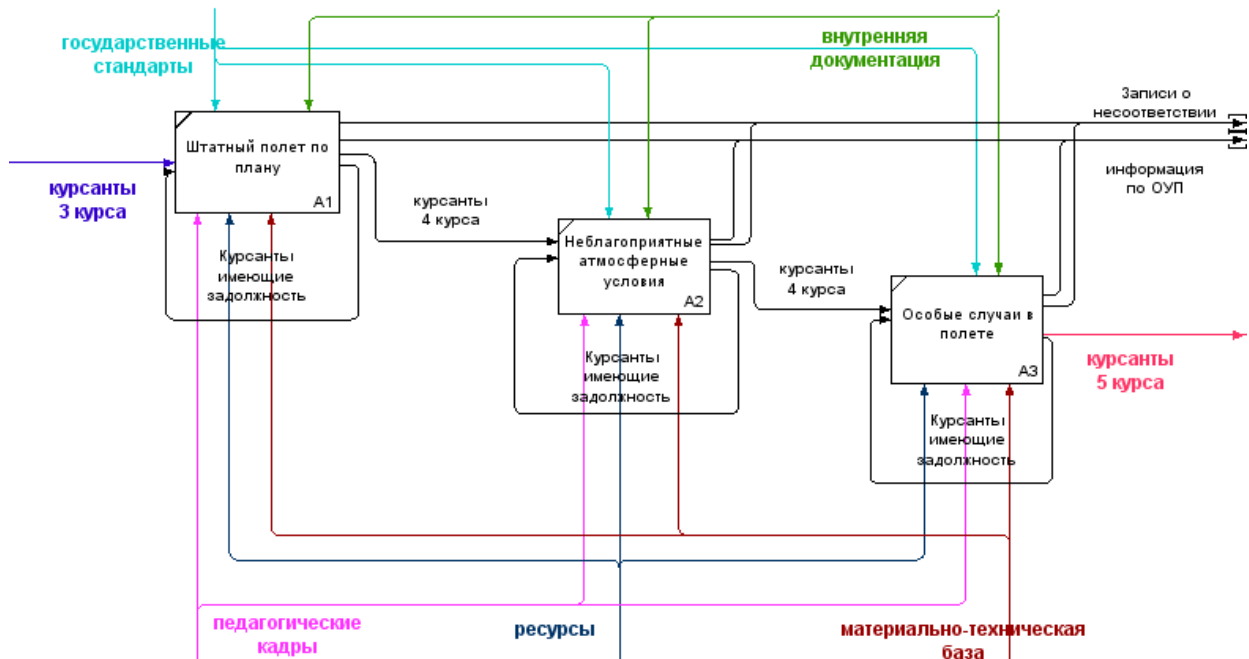 государственные
стандарты
внутренняя
документация
Записи о
несоответствии
Штатный полет по
плану
A1
информация
по ОУП
курсанты
3 курса
курсанты
4 курса
Неблагоприятные
атмосферные
условия
A2
Курсанты
имеющие
задолжность
курсанты
4 курса
Особые случаи в
полете
A3
курсанты
5 курса
Курсанты
имеющие
задолжность
Курсанты
имеющие
задолжность
педагогические
кадры
ресурсы
материально-техническая
база